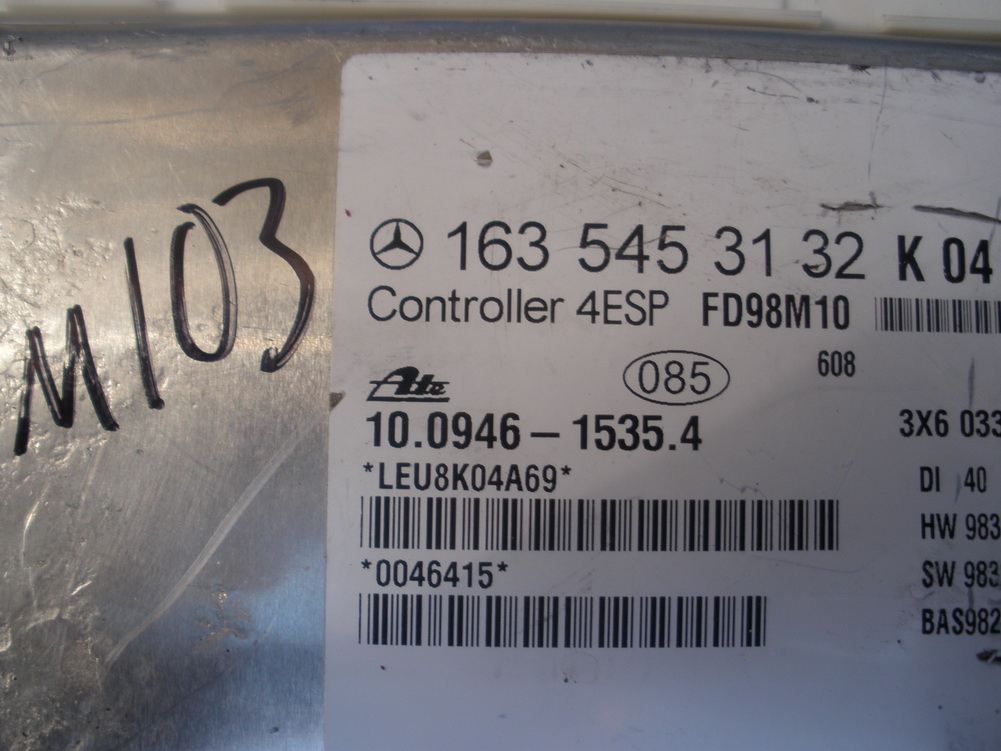 M103
163 545 31 32 K 04
Controller 4ESP FD98M10
608
085
Ate
10.0946–1535.4
3X6 033
*LEU8K04A69*
DI 40
HW 983
*0046415*
SW 983
BAS982